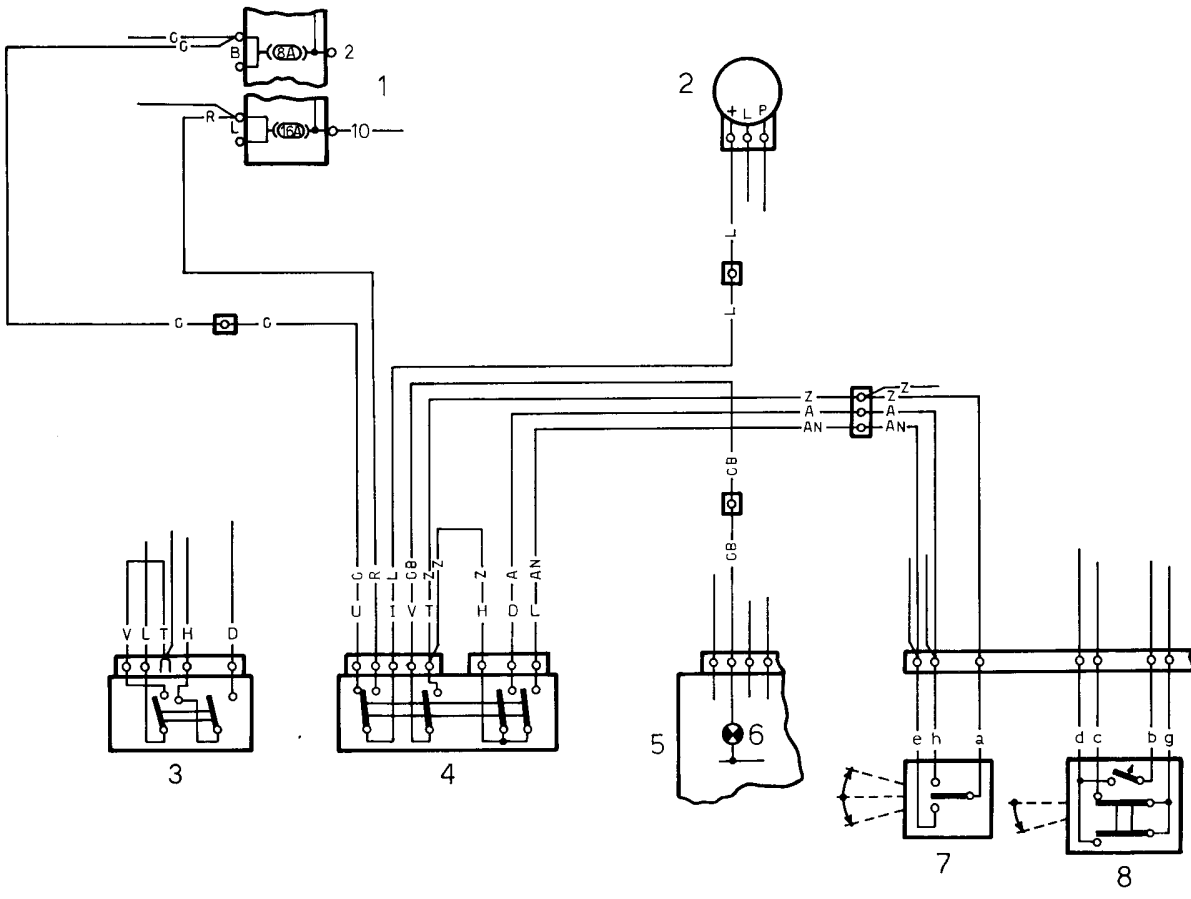 G
G
B
8A
2
1
R
L
16A
10
2
+ L P
L
L
G G
Z
Z Z
A A
AN AN
GB
GB
G R L GB Z Z Z A AN
U I V T H D L
V L T H D
3
4
5
6
e h a
d c b g
7
8